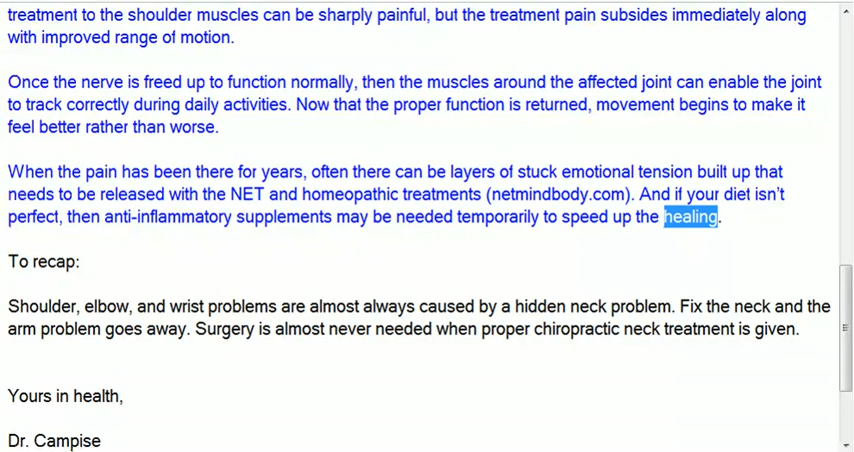 treatment to the shoulder muscles can be sharply painful, but the treatment pain subsides immediately along
with improved range of motion.
Once the nerve is freed up to function normally, then the muscles around the affected joint can enable the joint
to track correctly during daily activities. Now that the proper function is returned, movement begins to make it
feel better rather than worse.
When the pain has been there for years, often there can be layers of stuck emotional tension built up that
needs to be released with the NET and homeopathic treatments (netmindbody.com). And if your diet isn't
perfect, then anti-inflammatory supplements may be needed temporarily to speed up the healing.
To recap:
Shoulder, elbow, and wrist problems are almost always caused by a hidden neck problem. Fix the neck and the
arm problem goes away. Surgery is almost never needed when proper chiropractic neck treatment is given.
Yours in health,
Dr. Campise